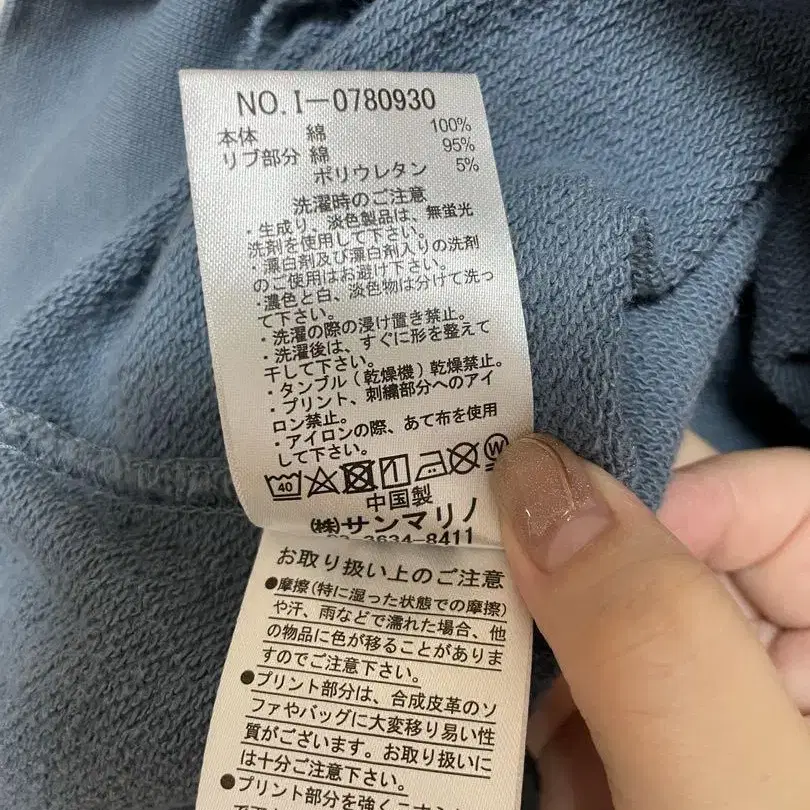 NO.I-0780930
本体 綿 100%
リブ部分 綿 95%
ポリウレタン 5%
洗濯時のご注意
・生成り、淡色製品は、無蛍光
洗剤を使用して下さい。
・漂白剤及び漂白剤入りの洗剤
のご使用はお避け下さい。
・濃色と白、淡色物は分けて洗っ
て下さい。
・洗濯の際の浸け置き禁止。
・洗濯後は、すぐに形を整えて
干して下さい。
・タンブル(乾燥機)乾燥禁止。
・プリント、刺繍部分へのアイ
ロン禁止。
・アイロンの際、あて布を使用
して下さい。
40 W
中国製
㈱サンマリノ
03-3634-8411
お取り扱い上のご注意
●摩擦(特に湿った状態での摩擦)
や汗、雨などで濡れた場合、他
の物品に色が移ることがありま
すのでご注意下さい。
●プリント部分は、合成皮革のソ
ファやバッグに大変移り易い性
質がございます。お取り扱いに
は十分ご注意下さい。
●プリント部分を強くこ